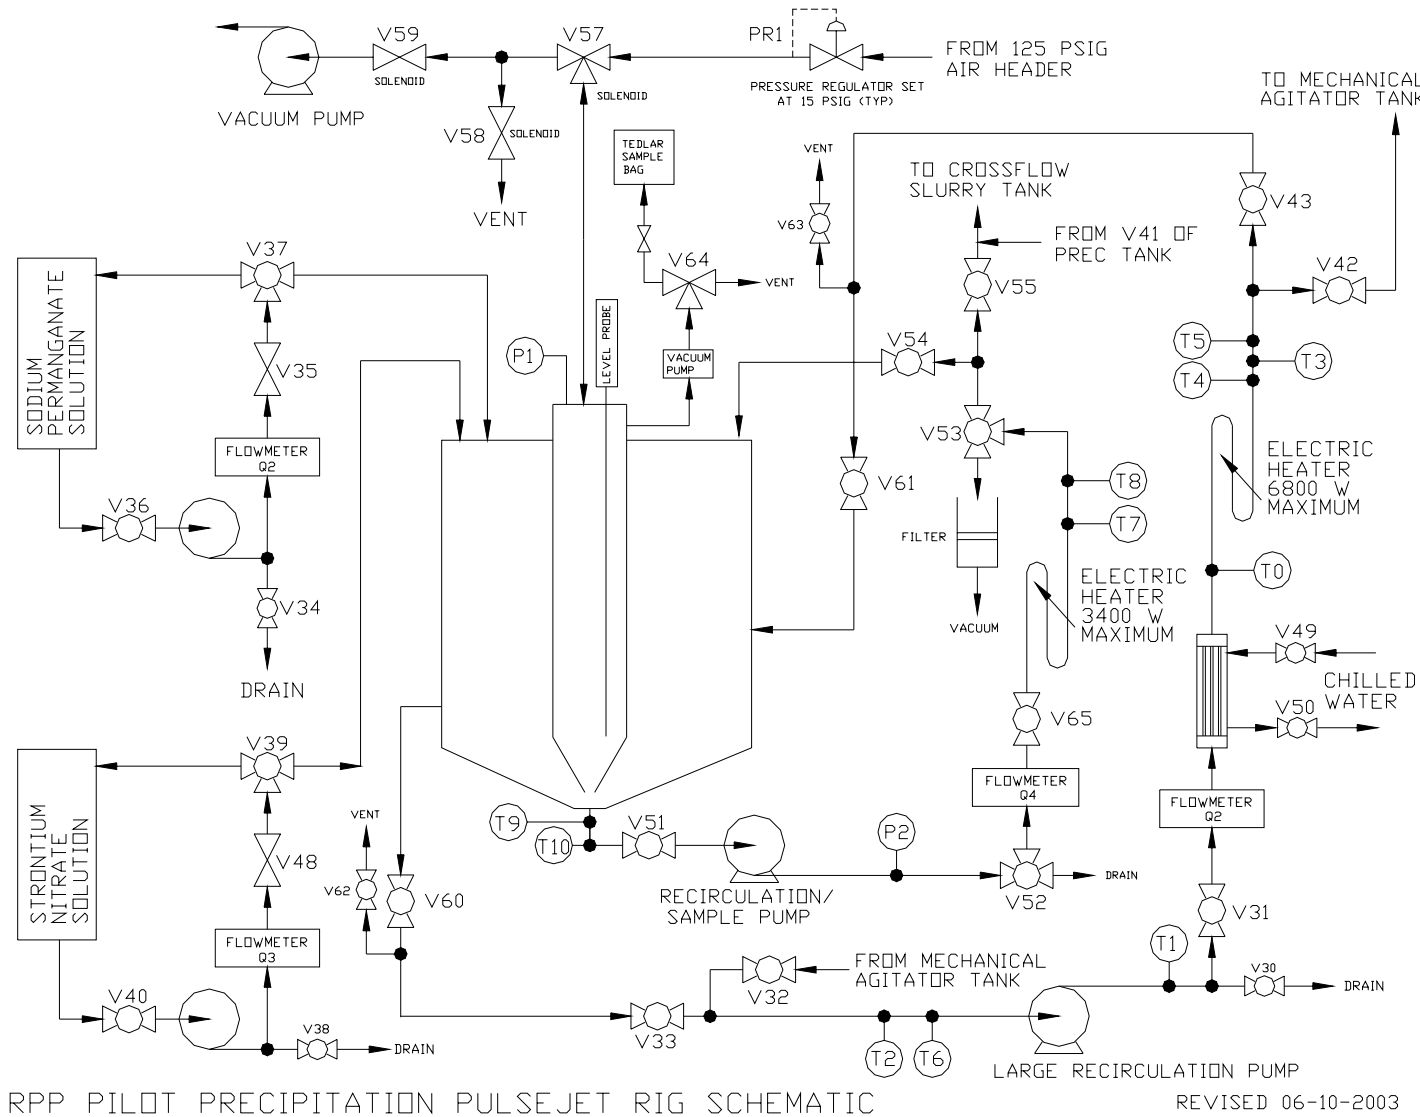 V59
SOLENOID
VACUUM PUMP
V57
SOLENOID
V58
SOLENOID
VENT
PR1
PRESSURE REGULATOR SET
AT 15 PSIG (TYP)
FROM 125 PSIG
AIR HEADER
TO MECHANICAL
AGITATOR TANK
TEDLAR
SAMPLE
BAG
VENT
V63
TO CROSSFLOW
SLURRY TANK
FROM V41 OF
PREC TANK
V43
V42
V37
V64
VENT
V55
SODIUM
PERMANGANATE
SOLUTION
V35
P1
LEVEL PROBE
VACUUM
PUMP
V54
T5
T3
T4
FLOWMETER
Q2
V53
V61
T8
T7
ELECTRIC
HEATER
6800 W
MAXIMUM
V36
FILTER
V34
DRAIN
VACUUM
ELECTRIC
HEATER
3400 W
MAXIMUM
T0
V49
CHILLED
WATER
V50
V65
V39
STRONTIUM
NITRATE
SOLUTION
V48
FLOWMETER
Q4
FLOWMETER
Q2
VENT
V62
V60
T9
T10
V51
P2
RECIRCULATION/
SAMPLE PUMP
V52
DRAIN
V31
FLOWMETER
Q3
V40
V38
DRAIN
V33
V32
FROM MECHANICAL
AGITATOR TANK
T2
T6
T1
V30
DRAIN
LARGE RECIRCULATION PUMP
RPP PILOT PRECIPITATION PULSEJET RIG SCHEMATIC
REVISED 06-10-2003